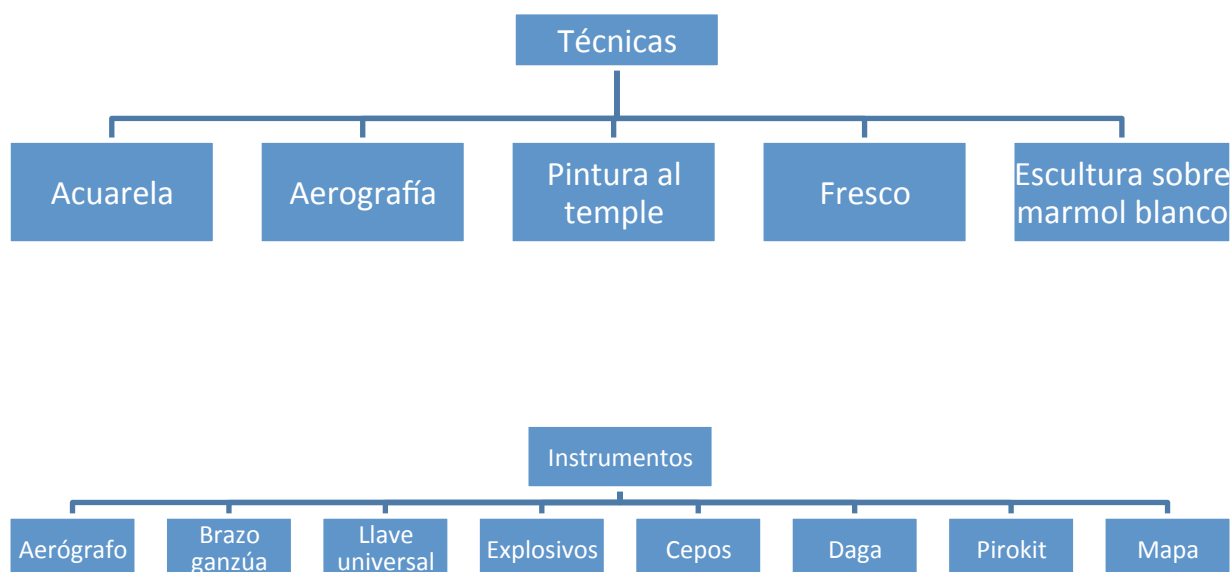 Técnicas
Acuarela
Aerografía
Pintura al
temple
Fresco
Escultura sobre
marmol blanco
Instrumentos
Aerógrafo
Brazo
ganzúa
Llave
universal
Explosivos
Cepos
Daga
Pirokit
Mapa